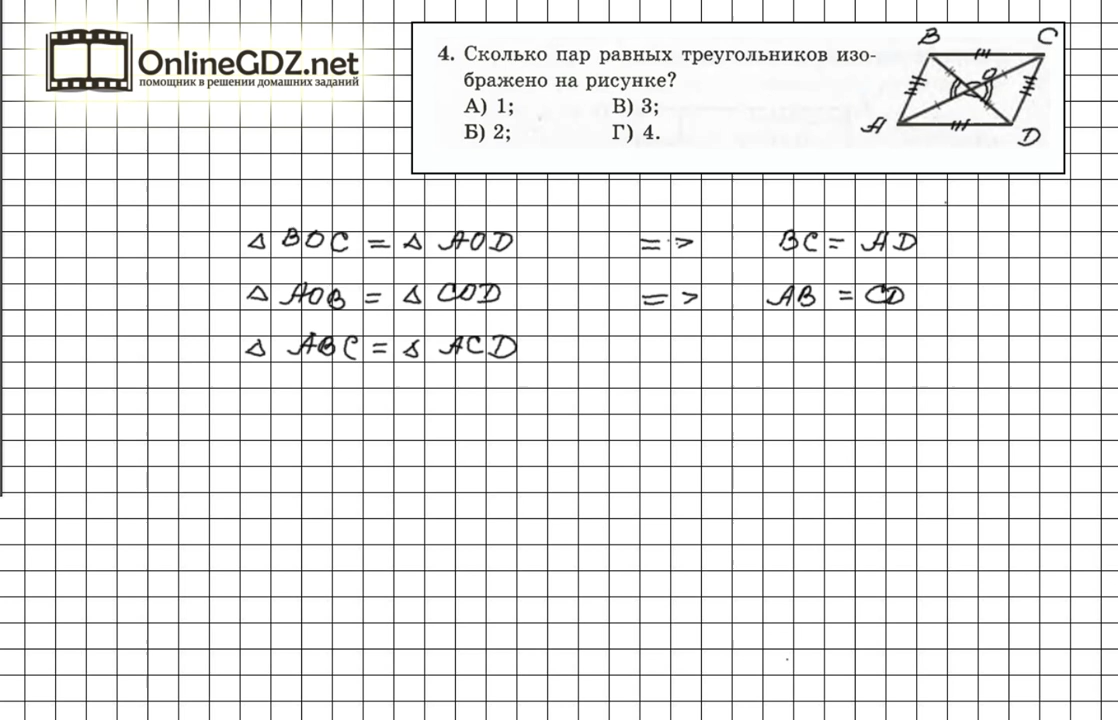 OnlineGDZ.net
помощник в решении домашних заданий
4. Сколько пар равных треугольников изо-
бражено на рисунке?
А) 1; В) 3;
Б) 2; Г) 4.
B C
O
A D
Δ BOC = Δ AOD => BC = AD
Δ AOB = Δ COD => AB = CD
Δ ABC = Δ ACD